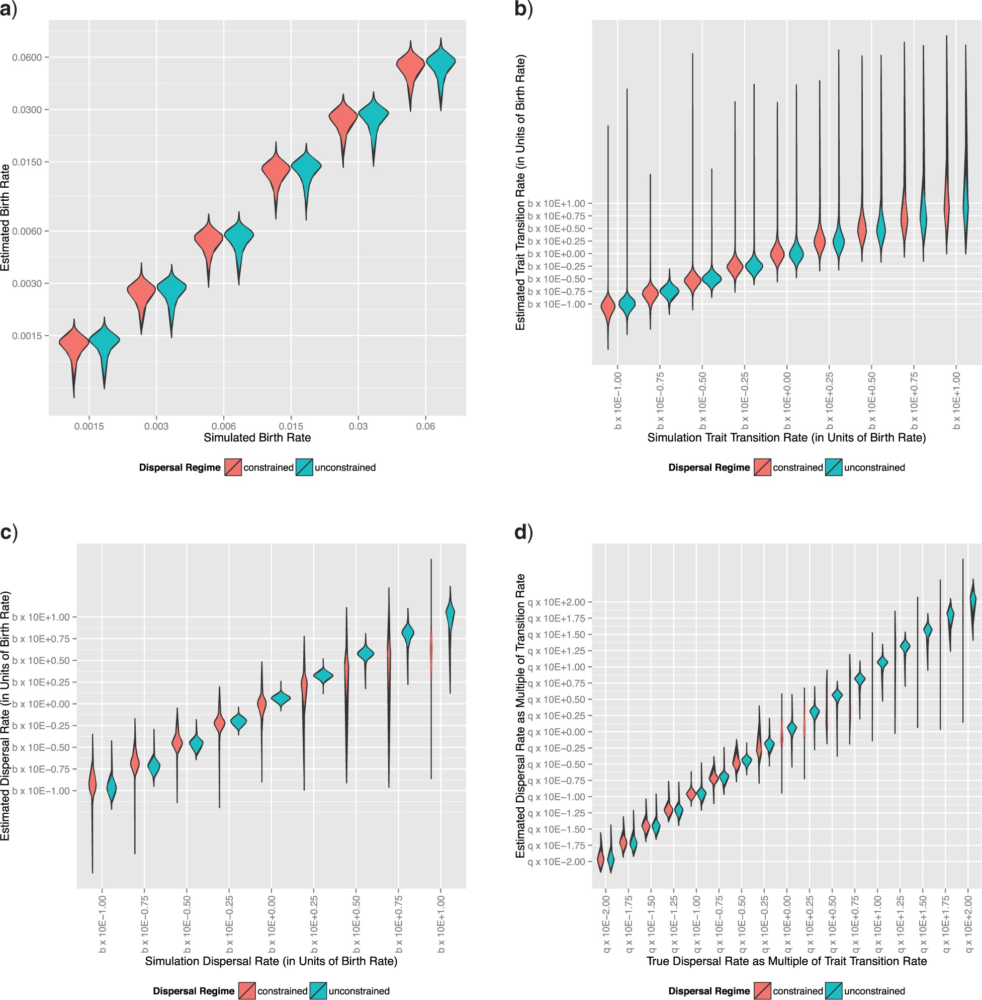 a)
Estimated Birth Rate
0.0600
0.0300
0.0150
0.0060
0.0030
0.0015
0.0015 0.003 0.006 0.015 0.03 0.06
Simulated Birth Rate
Dispersal Regime constrained unconstrained
b)
Estimated Trait Transition Rate (in Units of Birth Rate)
b x 10E+1.00
b x 10E+0.75
b x 10E+0.50
b x 10E+0.25
b x 10E+0.00
b x 10E−0.25
b x 10E−0.50
b x 10E−0.75
b x 10E−1.00
b x 10E−1.00
b x 10E−0.75
b x 10E−0.50
b x 10E−0.25
b x 10E+0.00
b x 10E+0.25
b x 10E+0.50
b x 10E+0.75
b x 10E+1.00
Simulation Trait Transition Rate (in Units of Birth Rate)
Dispersal Regime constrained unconstrained
c)
Estimated Dispersal Rate (in Units of Birth Rate)
b x 10E+1.00
b x 10E+0.75
b x 10E+0.50
b x 10E+0.25
b x 10E+0.00
b x 10E−0.25
b x 10E−0.50
b x 10E−0.75
b x 10E−1.00
b x 10E−1.00
b x 10E−0.75
b x 10E−0.50
b x 10E−0.25
b x 10E+0.00
b x 10E+0.25
b x 10E+0.50
b x 10E+0.75
b x 10E+1.00
Simulation Dispersal Rate (in Units of Birth Rate)
Dispersal Regime constrained unconstrained
d)
Estimated Dispersal Rate as Multiple of Transition Rate
q x 10E+2.00
q x 10E+1.75
q x 10E+1.50
q x 10E+1.25
q x 10E+1.00
q x 10E+0.75
q x 10E+0.50
q x 10E+0.25
q x 10E+0.00
q x 10E−0.25
q x 10E−0.50
q x 10E−0.75
q x 10E−1.00
q x 10E−1.25
q x 10E−1.50
q x 10E−1.75
q x 10E−2.00
q x 10E−2.00
q x 10E−1.75
q x 10E−1.50
q x 10E−1.25
q x 10E−1.00
q x 10E−0.75
q x 10E−0.50
q x 10E−0.25
q x 10E+0.00
q x 10E+0.25
q x 10E+0.50
q x 10E+0.75
q x 10E+1.00
q x 10E+1.25
q x 10E+1.50
q x 10E+1.75
q x 10E+2.00
True Dispersal Rate as Multiple of Trait Transition Rate
Dispersal Regime constrained unconstrained